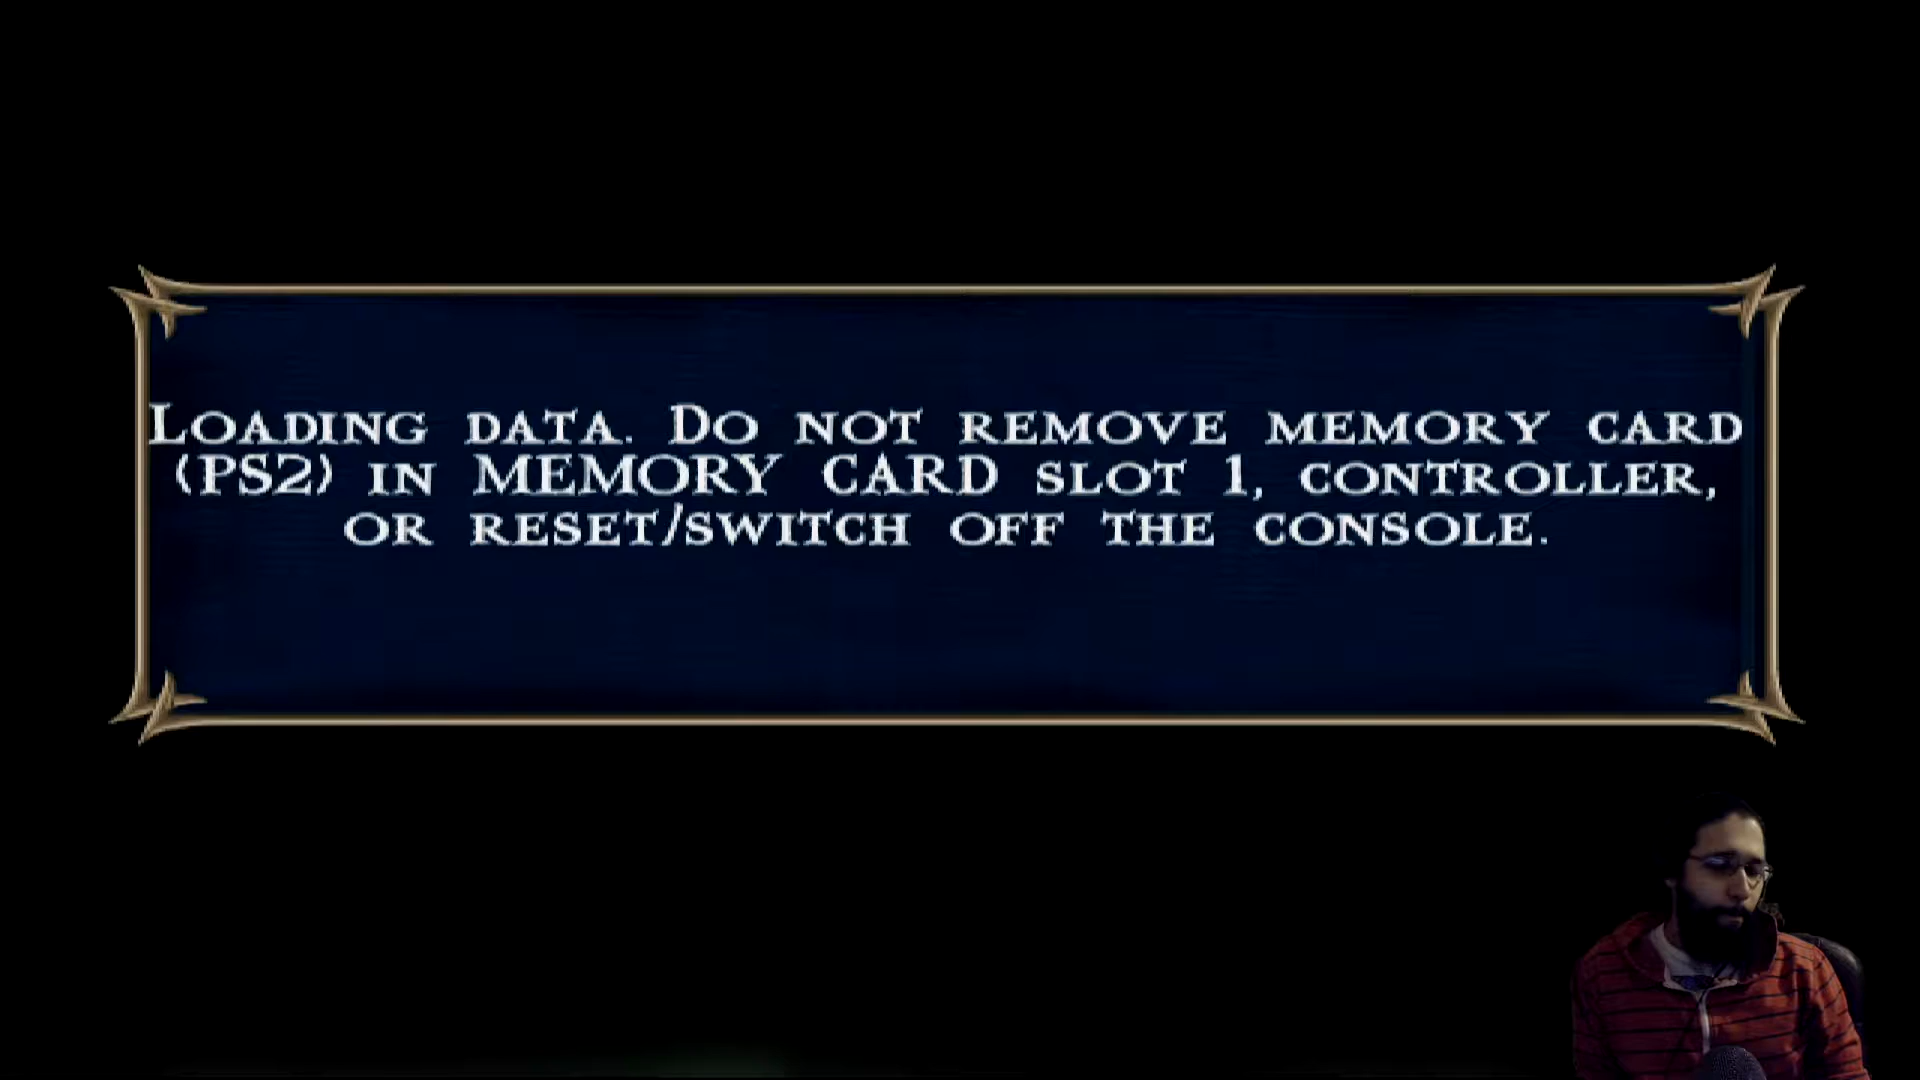 Loading data. Do not remove memory card
(PS2) in MEMORY CARD slot 1, controller,
or reset/switch off the console.